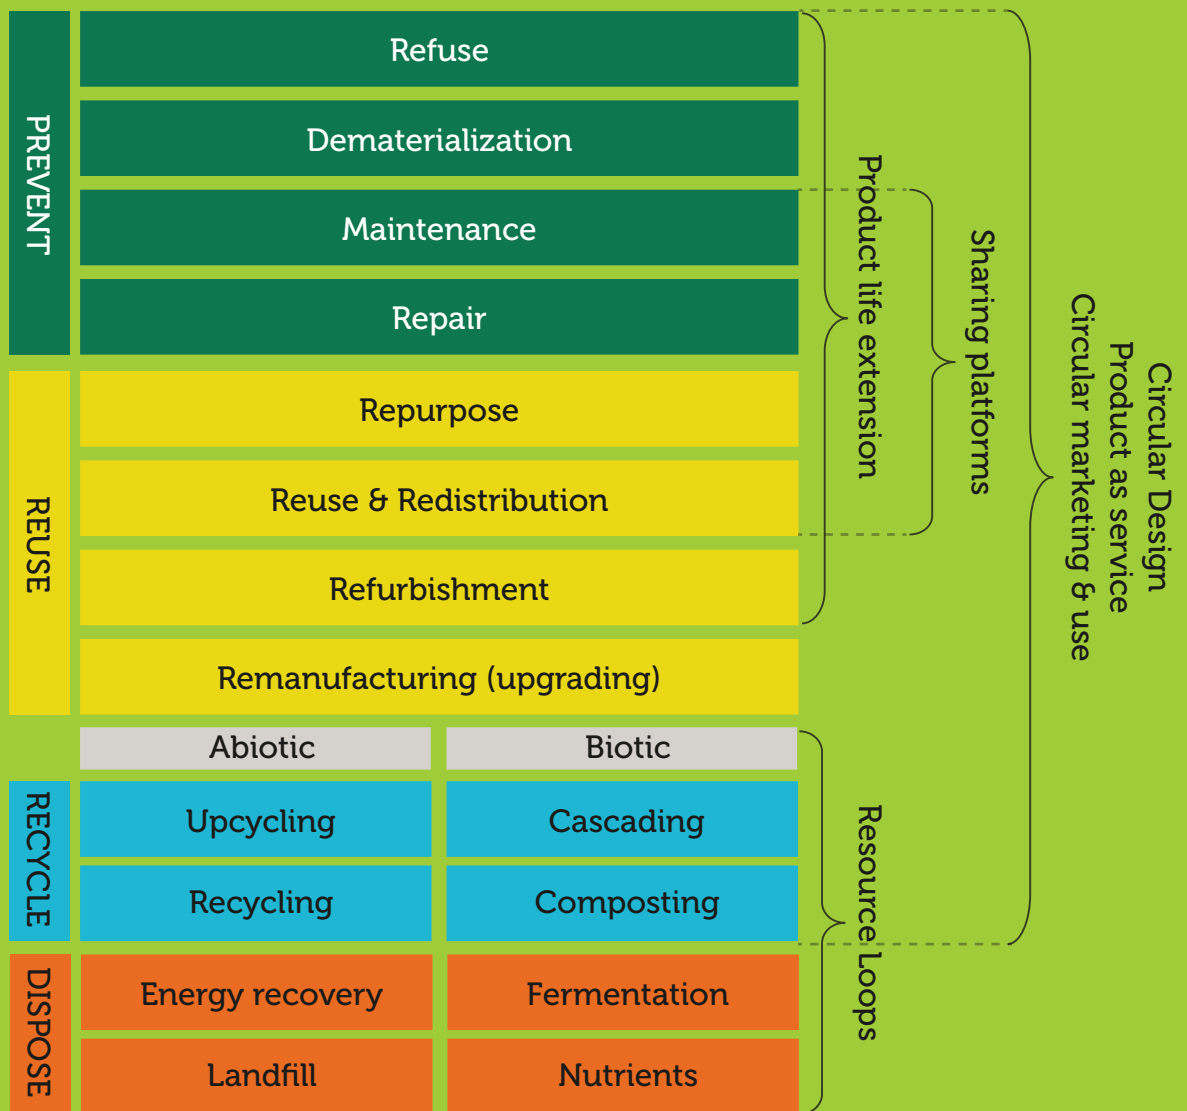 PREVENT
Refuse
Dematerialization
Maintenance
Repair
REUSE
Repurpose
Reuse & Redistribution
Refurbishment
Remanufacturing (upgrading)
Abiotic
Biotic
RECYCLE
Upcycling
Cascading
Recycling
Composting
DISPOSE
Energy recovery
Fermentation
Landfill
Nutrients
Product life extension
Sharing platforms
Circular Design
Product as service
Circular marketing & use
Resource Loops